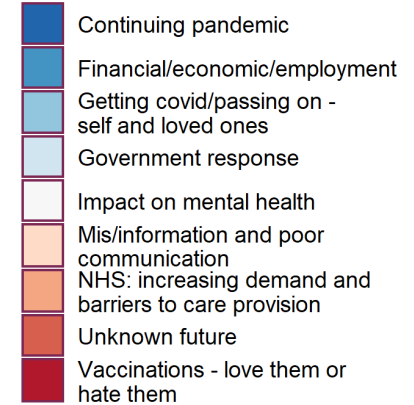 Continuing pandemic
Financial/economic/employment
Getting covid/passing on -
self and loved ones
Government response
Impact on mental health
Mis/information and poor
communication
NHS: increasing demand and
barriers to care provision
Unknown future
Vaccinations - love them or
hate them